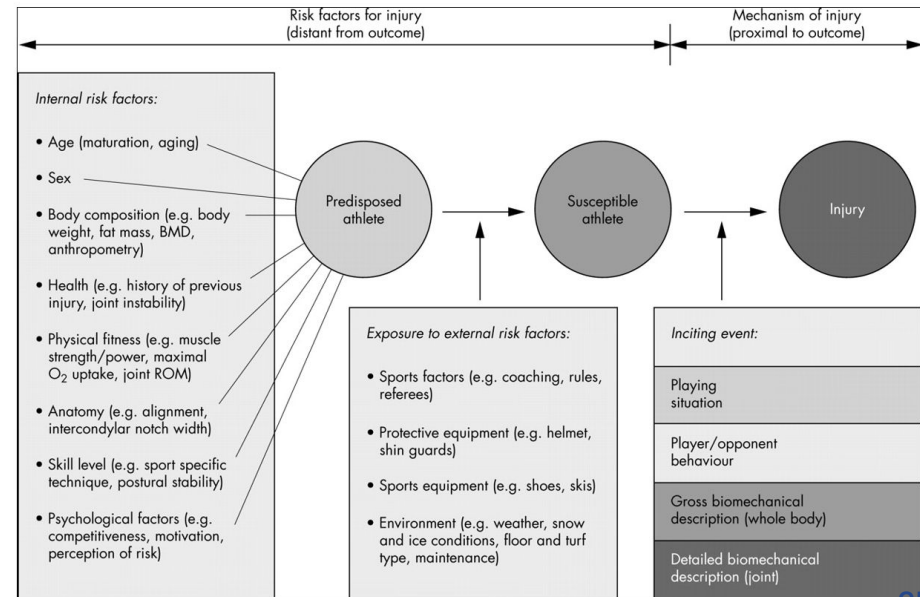 Risk factors for injury
(distant from outcome)
Mechanism of injury
(proximal to outcome)
Internal risk factors:
• Age (maturation, aging)
• Sex
• Body composition (e.g. body
weight, fat mass, BMD,
anthropometry)
• Health (e.g. history of previous
injury, joint instability)
• Physical fitness (e.g. muscle
strength/power, maximal
O₂ uptake, joint ROM)
• Anatomy (e.g. alignment,
intercondylar notch width)
• Skill level (e.g. sport specific
technique, postural stability)
• Psychological factors (e.g.
competitiveness, motivation,
perception of risk)
Predisposed
athlete
Susceptible
athlete
Injury
Exposure to external risk factors:
• Sports factors (e.g. coaching, rules,
referees)
• Protective equipment (e.g. helmet,
shin guards)
• Sports equipment (e.g. shoes, skis)
• Environment (e.g. weather, snow
and ice conditions, floor and turf
type, maintenance)
Inciting event:
Playing
situation
Player/opponent
behaviour
Gross biomechanical
description (whole body)
Detailed biomechanical
description (joint)